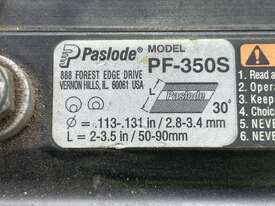 Paslode® MODEL
888 FOREST EDGE DRIVE PF-350S
VERNON HILLS, IL. 60061 USA
Paslode
30°
Ø = .113-.131 in / 2.8-3.4 mm
L = 2-3.5 in / 50-90mm
1. Read a
2. Opera
3. Keep
4. Choic
5. NEVE
6. NEVE